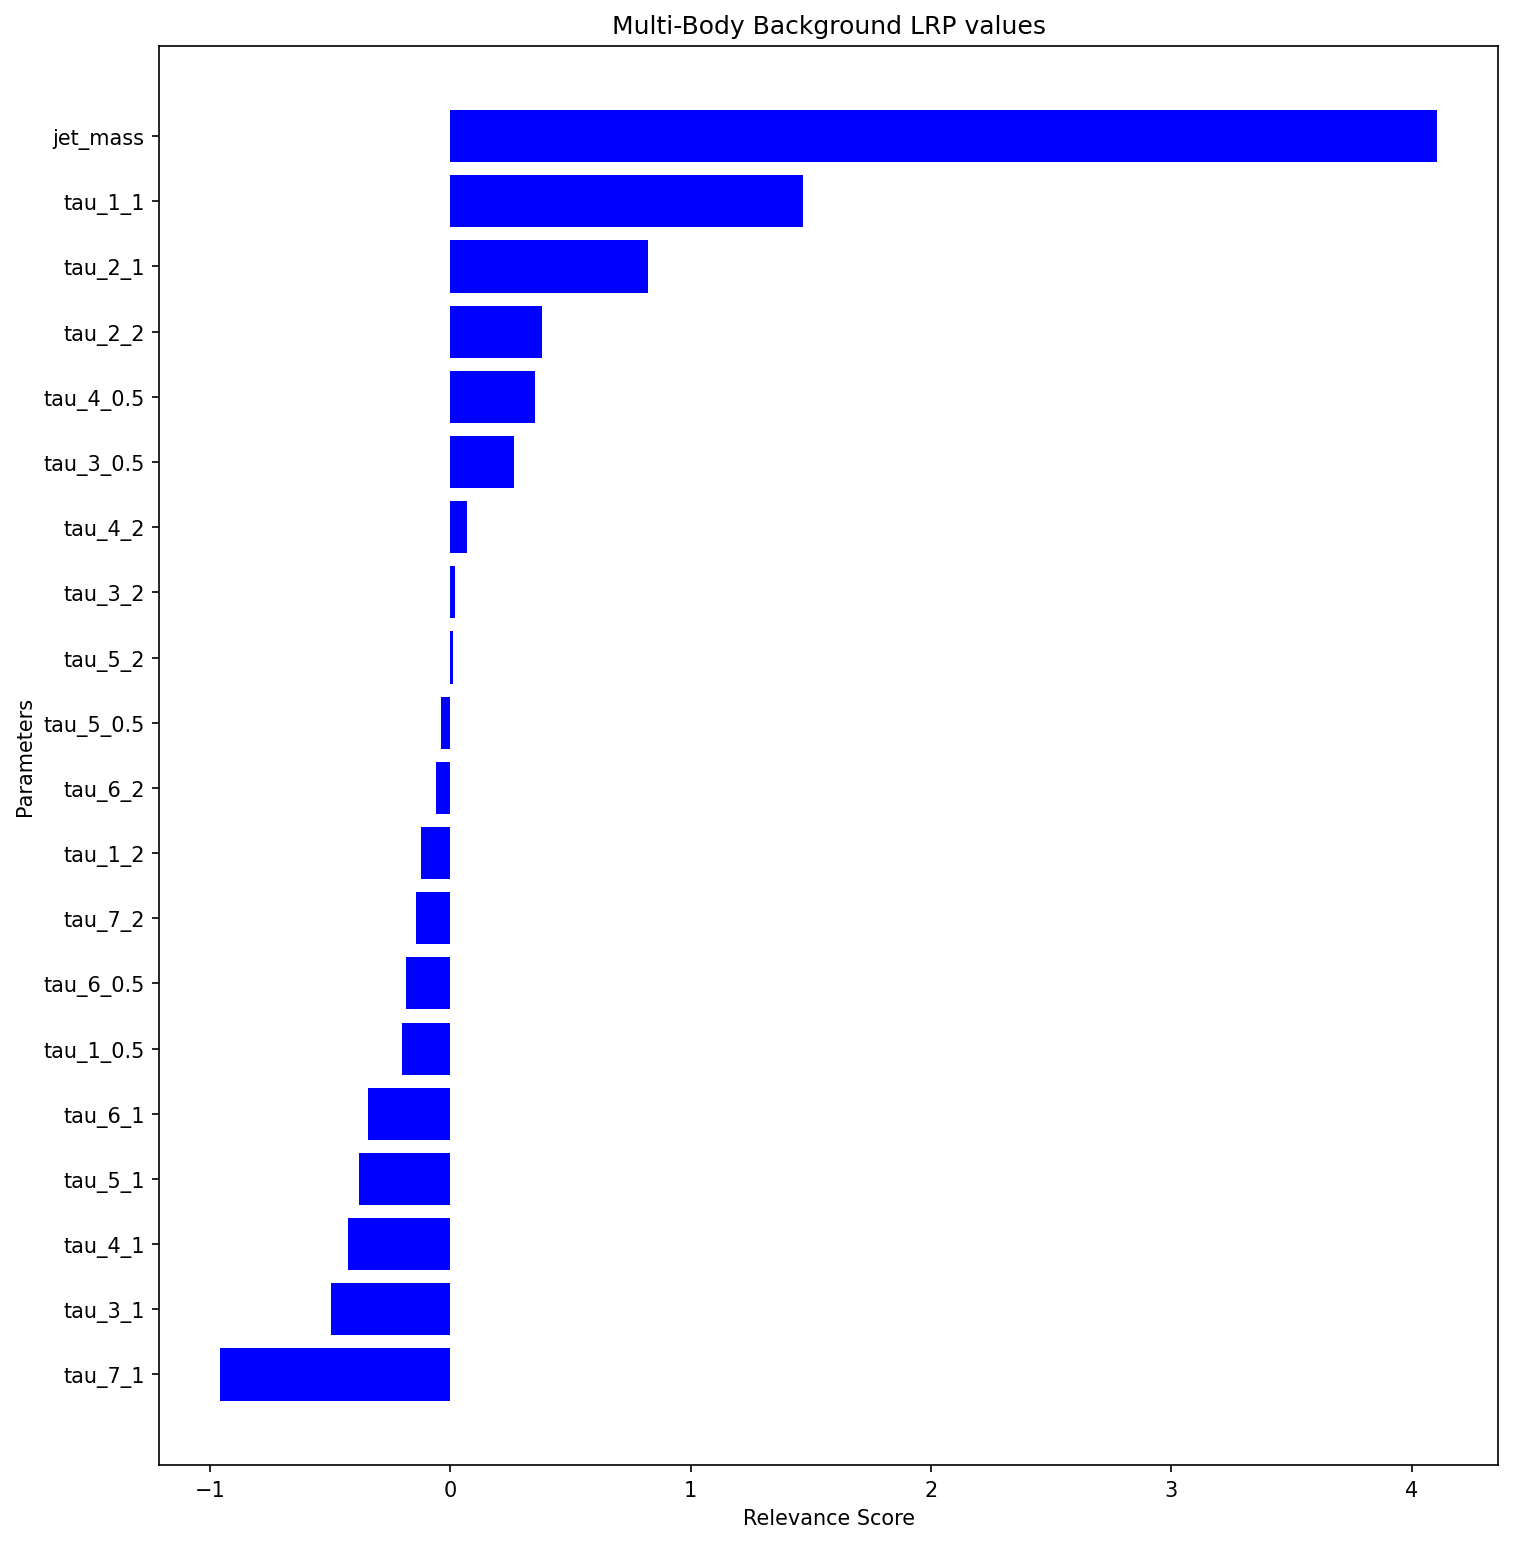 Multi-Body Background LRP values
jet_mass
tau_1_1
tau_2_1
tau_2_2
tau_4_0.5
tau_3_0.5
tau_4_2
tau_3_2
tau_5_2
tau_5_0.5
tau_6_2
tau_1_2
tau_7_2
tau_6_0.5
tau_1_0.5
tau_6_1
tau_5_1
tau_4_1
tau_3_1
tau_7_1
Parameters
−1 0 1 2 3 4
Relevance Score